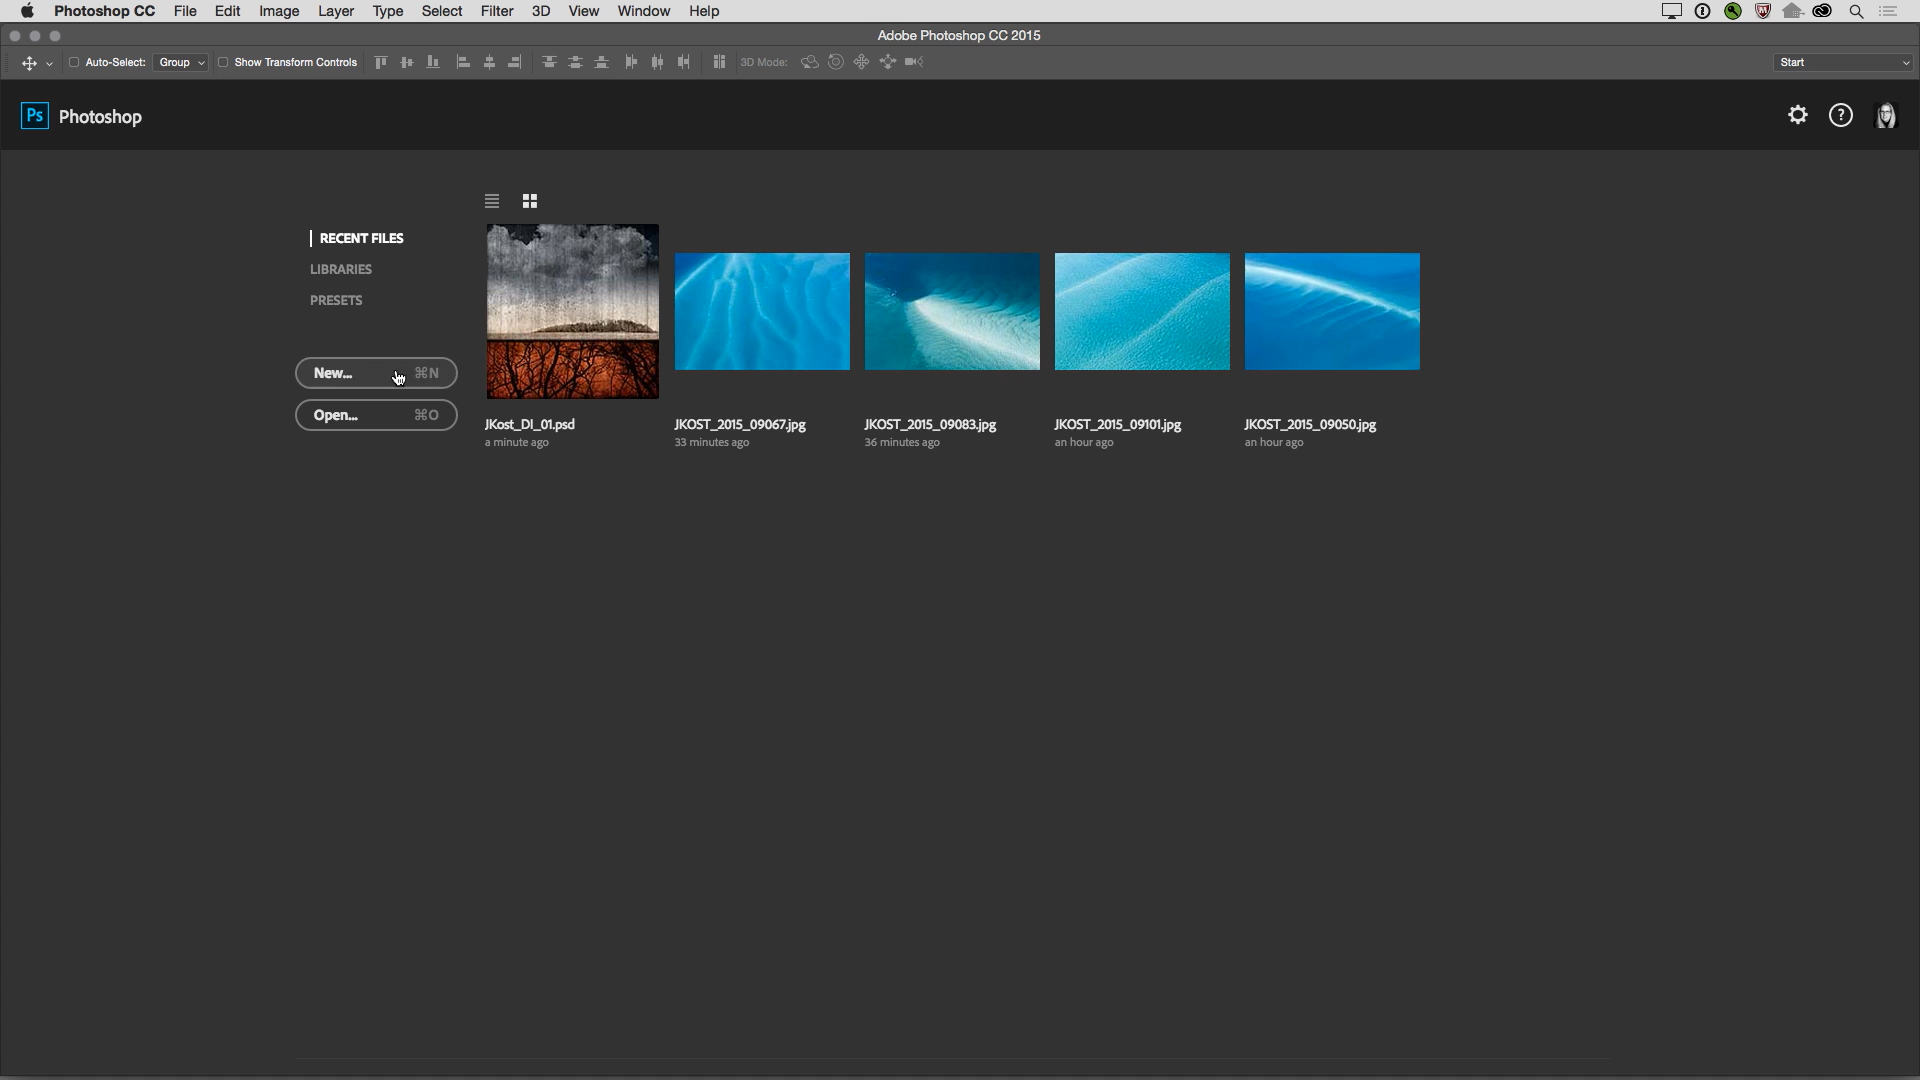 Photoshop CC File Edit Image Layer Type Select Filter 3D View Window Help
Adobe Photoshop CC 2015
Auto-Select: Group Show Transform Controls 3D Mode: Start
Ps Photoshop ?
RECENT FILES
LIBRARIES
PRESETS
New... ⌘N
Open... ⌘O
JKost_DI_01.psd
a minute ago
JKOST_2015_09067.jpg
33 minutes ago
JKOST_2015_09083.jpg
36 minutes ago
JKOST_2015_09101.jpg
an hour ago
JKOST_2015_09050.jpg
an hour ago